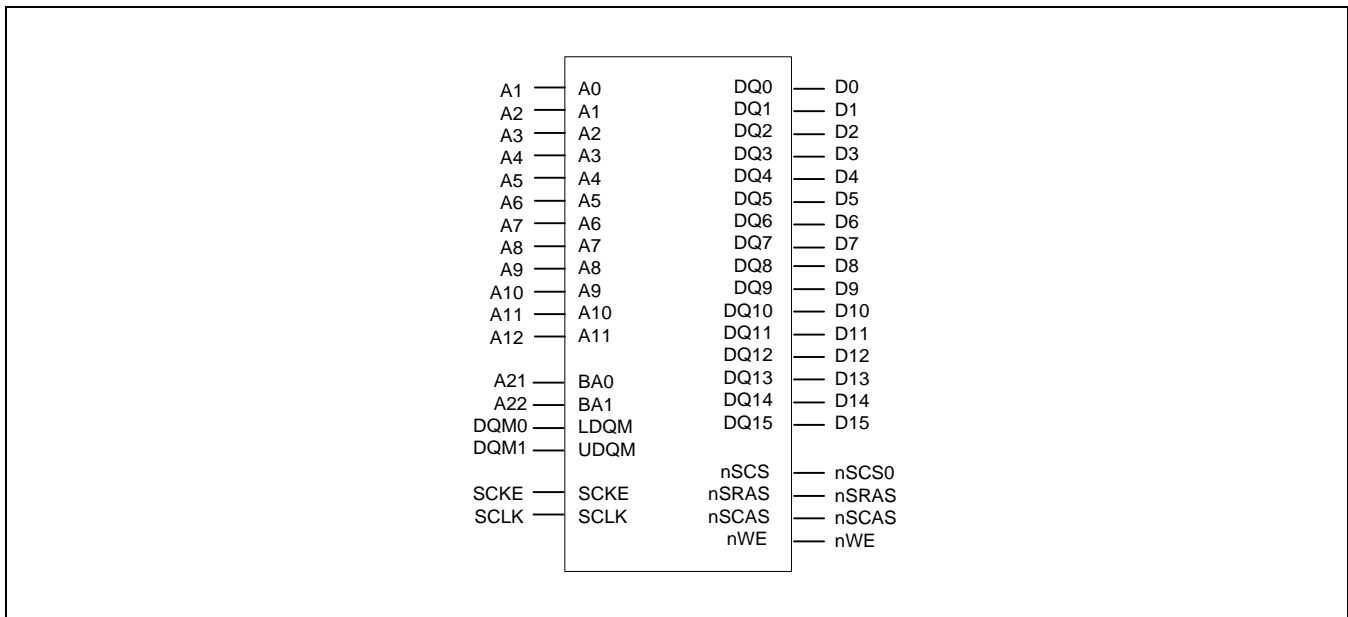 A1 A0 DQ0 D0
A2 A1 DQ1 D1
A3 A2 DQ2 D2
A4 A3 DQ3 D3
A5 A4 DQ4 D4
A6 A5 DQ5 D5
A7 A6 DQ6 D6
A8 A7 DQ7 D7
A9 A8 DQ8 D8
A10 A9 DQ9 D9
A11 A10 DQ10 D10
A12 A11 DQ11 D11
DQ12 D12
A21 BA0 DQ13 D13
A22 BA1 DQ14 D14
DQM0 LDQM DQ15 D15
DQM1 UDQM
nSCS nSCS0
SCKE SCKE nSRAS nSRAS
SCLK SCLK nSCAS nSCAS
nWE nWE